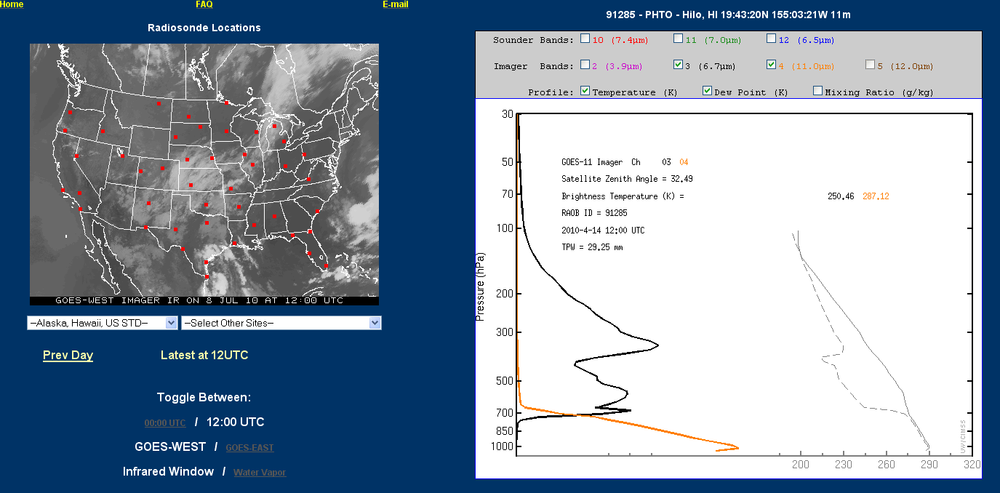 Home FAQ E-mail
Radiosonde Locations
GOES-WEST IMAGER IR ON 8 JUL 10 AT 12:00 UTC
--Alaska, Hawaii, US STD-- --Select Other Sites--
Prev Day Latest at 12UTC
Toggle Between:
00:00 UTC / 12:00 UTC
GOES-WEST / GOES-EAST
Infrared Window / Water Vapor
91285 - PHTO - Hilo, HI 19:43:20N 155:03:21W 11m
Sounder Bands: 10 (7.4µm) 11 (7.0µm) 12 (6.5µm)
Imager Bands: 2 (3.9µm) 3 (6.7µm) 4 (11.0µm) 5 (12.0µm)
Profile: Temperature (K) Dew Point (K) Mixing Ratio (g/kg)
30
50
70
100
200
300
500
700
850
1000
Pressure (hPa)
GOES-11 Imager Ch 03 04
Satellite Zenith Angle = 32.49
Brightness Temperature (K) = 250.46 287.12
RAOB ID = 91285
2010-4-14 12:00 UTC
TPW = 29.25 mm
UW/CIMSS
200 230 260 290 320